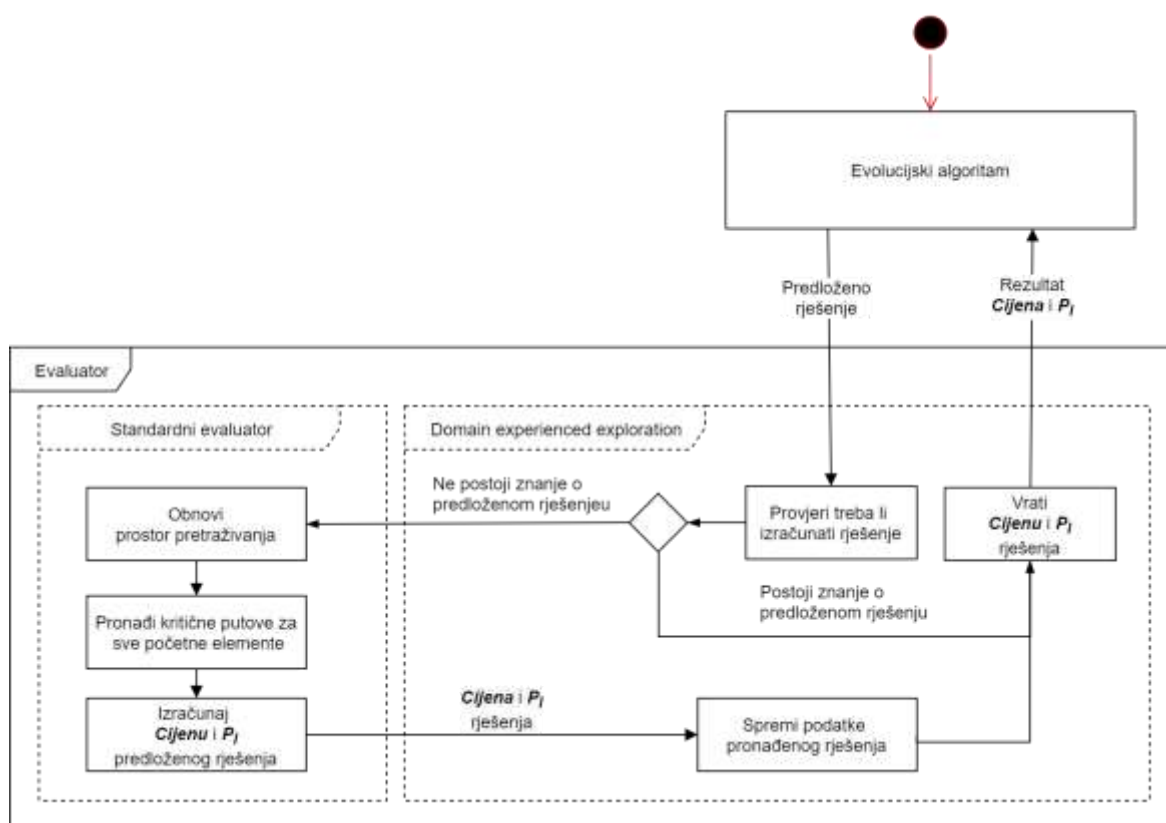 Evolucijski algoritam
Predloženo
rješenje
Rezultat
Cijena i Pᵢ
Evaluator
Standardni evaluator
Domain experienced exploration
Ne postoji znanje o
predloženom rješenjeu
Obnovi
prostor pretraživanja
Provjeri treba li
izračunati rješenje
Vrati
Cijenu i Pᵢ
rješenja
Postoji znanje o
predloženom rješenju
Pronađi kritične putove za
sve početne elemente
Izračunaj
Cijenu i Pᵢ
predloženog rješenja
Cijena i Pᵢ
rješenja
Spremi podatke
pronađenog rješenja